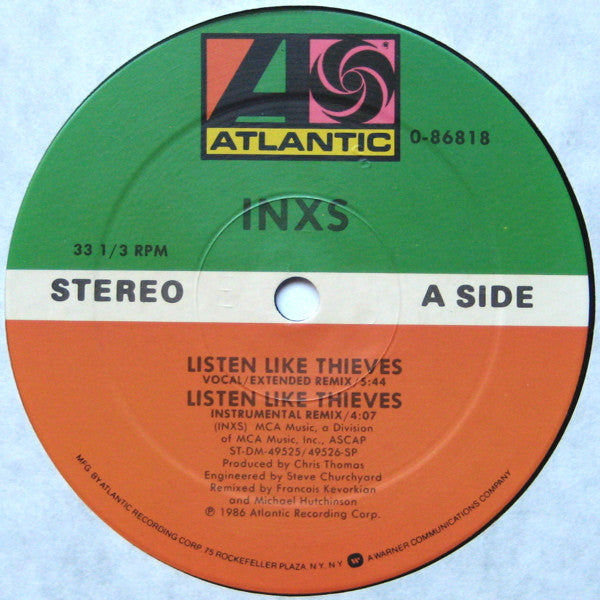 ATLANTIC
0-86818
INXS
33 1/3 RPM
STEREO
A SIDE
LISTEN LIKE THIEVES
VOCAL/EXTENDED REMIX/5:44
LISTEN LIKE THIEVES
INSTRUMENTAL REMIX/4:07
(INXS) MCA Music, a Division
of MCA Music, Inc., ASCAP
ST-DM-49525/49526-SP
Produced by Chris Thomas
Engineered by Steve Churchyard
Remixed by Francois Kevorkian
and Michael Hutchinson
℗ 1986 Atlantic Recording Corp.
MFG. BY ATLANTIC RECORDING CORP. 75 ROCKEFELLER PLAZA, N.Y. N.Y. A WARNER COMMUNICATIONS COMPANY